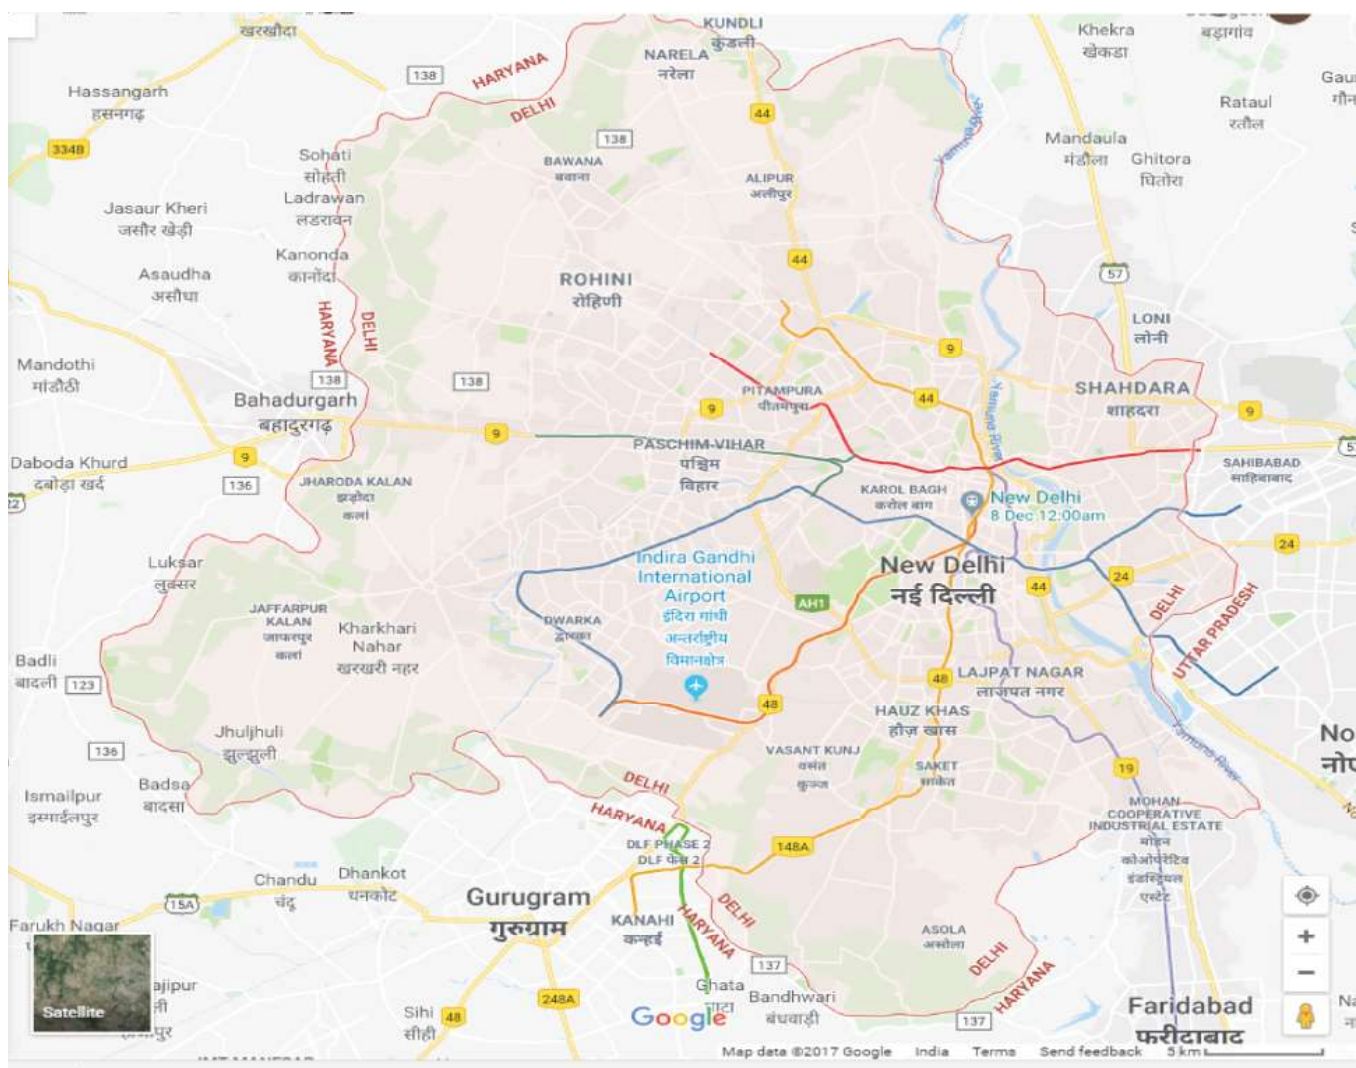 KUNDLI
कुंडली
खरखौदा
Khekra
खेकडा
बड़ागांव
NARELA
नरेला
138
HARYANA
DELHI
Hassangarh
हसनगढ़
44
Rataul
रतौल
334B
138
Mandaula
मंडौला
Ghitora
घितोरा
Sohati
सोहती
BAWANA
बवाना
ALIPUR
अलीपुर
Ladrawan
लडरावन
Jasaur Kheri
जसौर खेड़ी
Kanonda
कानोंदा
44
Asaudha
असौधा
ROHINI
रोहिणी
57
HARYANA
DELHI
LONI
लोनी
9
Mandothi
मांडौठी
138
138
PITAMPURA
पीतमपुरा
44
Yamuna River
SHAHDARA
शाहदरा
Bahadurgarh
बहादुरगढ़
9
9
9
PASCHIM VIHAR
पश्चिम
विहार
Daboda Khurd
दबोड़ा खुर्द
9
136
JHARODA KALAN
झड़ोदा
कलां
KAROL BAGH
करोल बाग
New Delhi
8 Dec 12:00am
SAHIBABAD
साहिबाबाद
24
Luksar
लुक्सर
Indira Gandhi
International
Airport
इंदिरा गांधी
अन्तर्राष्ट्रीय
विमानक्षेत्र
New Delhi
नई दिल्ली
44
24
AH1
DELHI
UTTAR PRADESH
JAFFARPUR
KALAN
जाफरपुर
कलां
Kharkhari
Nahar
खरखरी नहर
DWARKA
द्वारका
Badli
बादली
123
48
48
LAJPAT NAGAR
लाजपत नगर
HAUZ KHAS
हौज़ खास
Jhuljhuli
झुल्झुली
136
VASANT KUNJ
वसंत
कुञ्ज
SAKET
साकेत
19
Yamuna River
Badsa
बादसा
Ismailpur
इस्माईलपुर
DELHI
HARYANA
MOHAN
COOPERATIVE
INDUSTRIAL ESTATE
मोहन
कोओपरेटिव
इंडस्ट्रियल
एस्टेट
DLF PHASE 2
DLF फेस 2
148A
Chandu
चंदू
Dhankot
धनकोट
15A
Gurugram
गुरुग्राम
KANAHI
कन्हई
HARYANA
DELHI
Farukh Nagar
ASOLA
असोला
DELHI
HARYANA
137
Satellite
248A
Ghata
Bandhwari
बंधवाड़ी
Sihi
सीही
48
Google
137
Faridabad
फरीदाबाद
Map data ©2017 Google
India
Terms
Send feedback
5 km